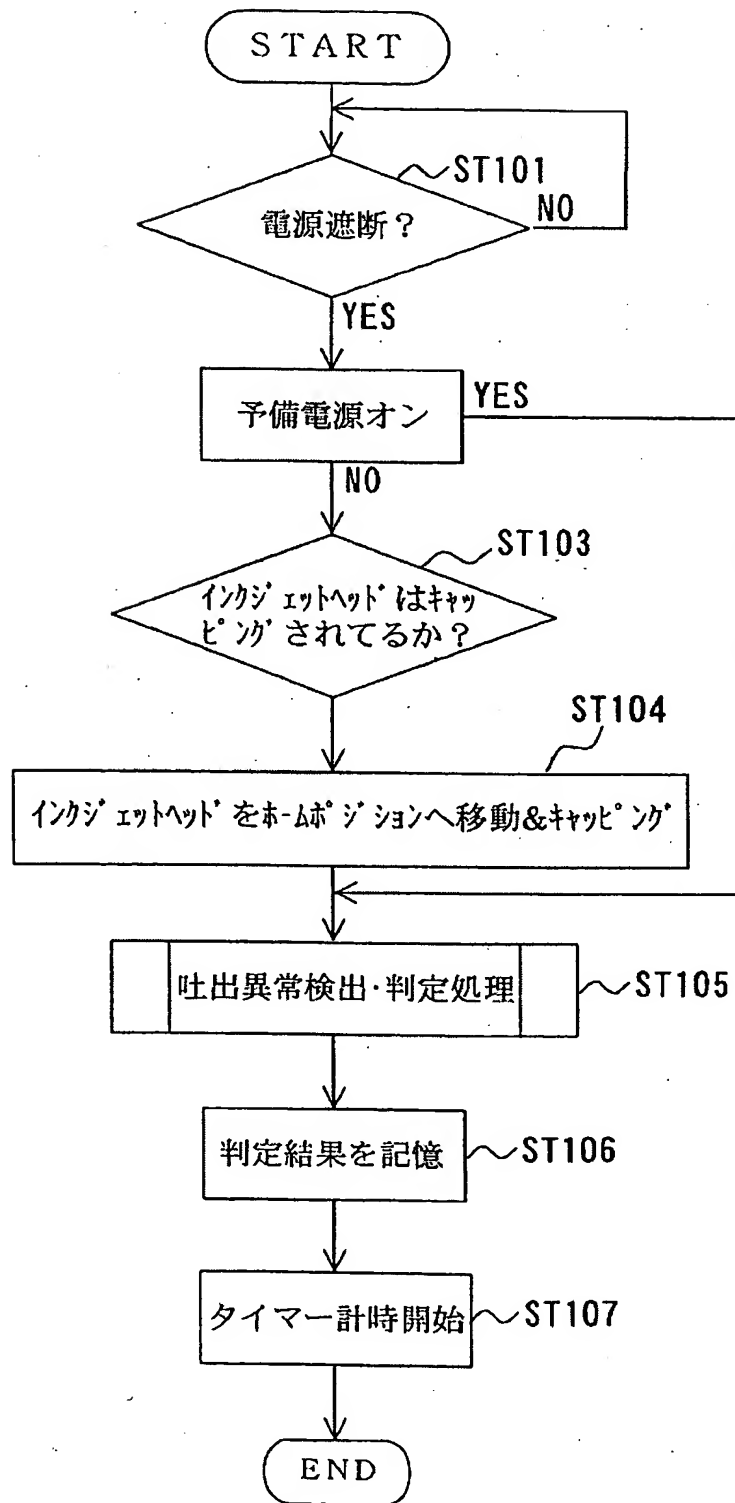 START
ST101
電源遮断？
NO
YES
予備電源オン
YES
NO
ST103
インクジェットヘッドはキャッ
ピングされてるか？
ST104
インクジェットヘッドをホームポジションへ移動&キャッピング
吐出異常検出·判定処理
ST105
判定結果を記憶
ST106
タイマー計時開始
ST107
END